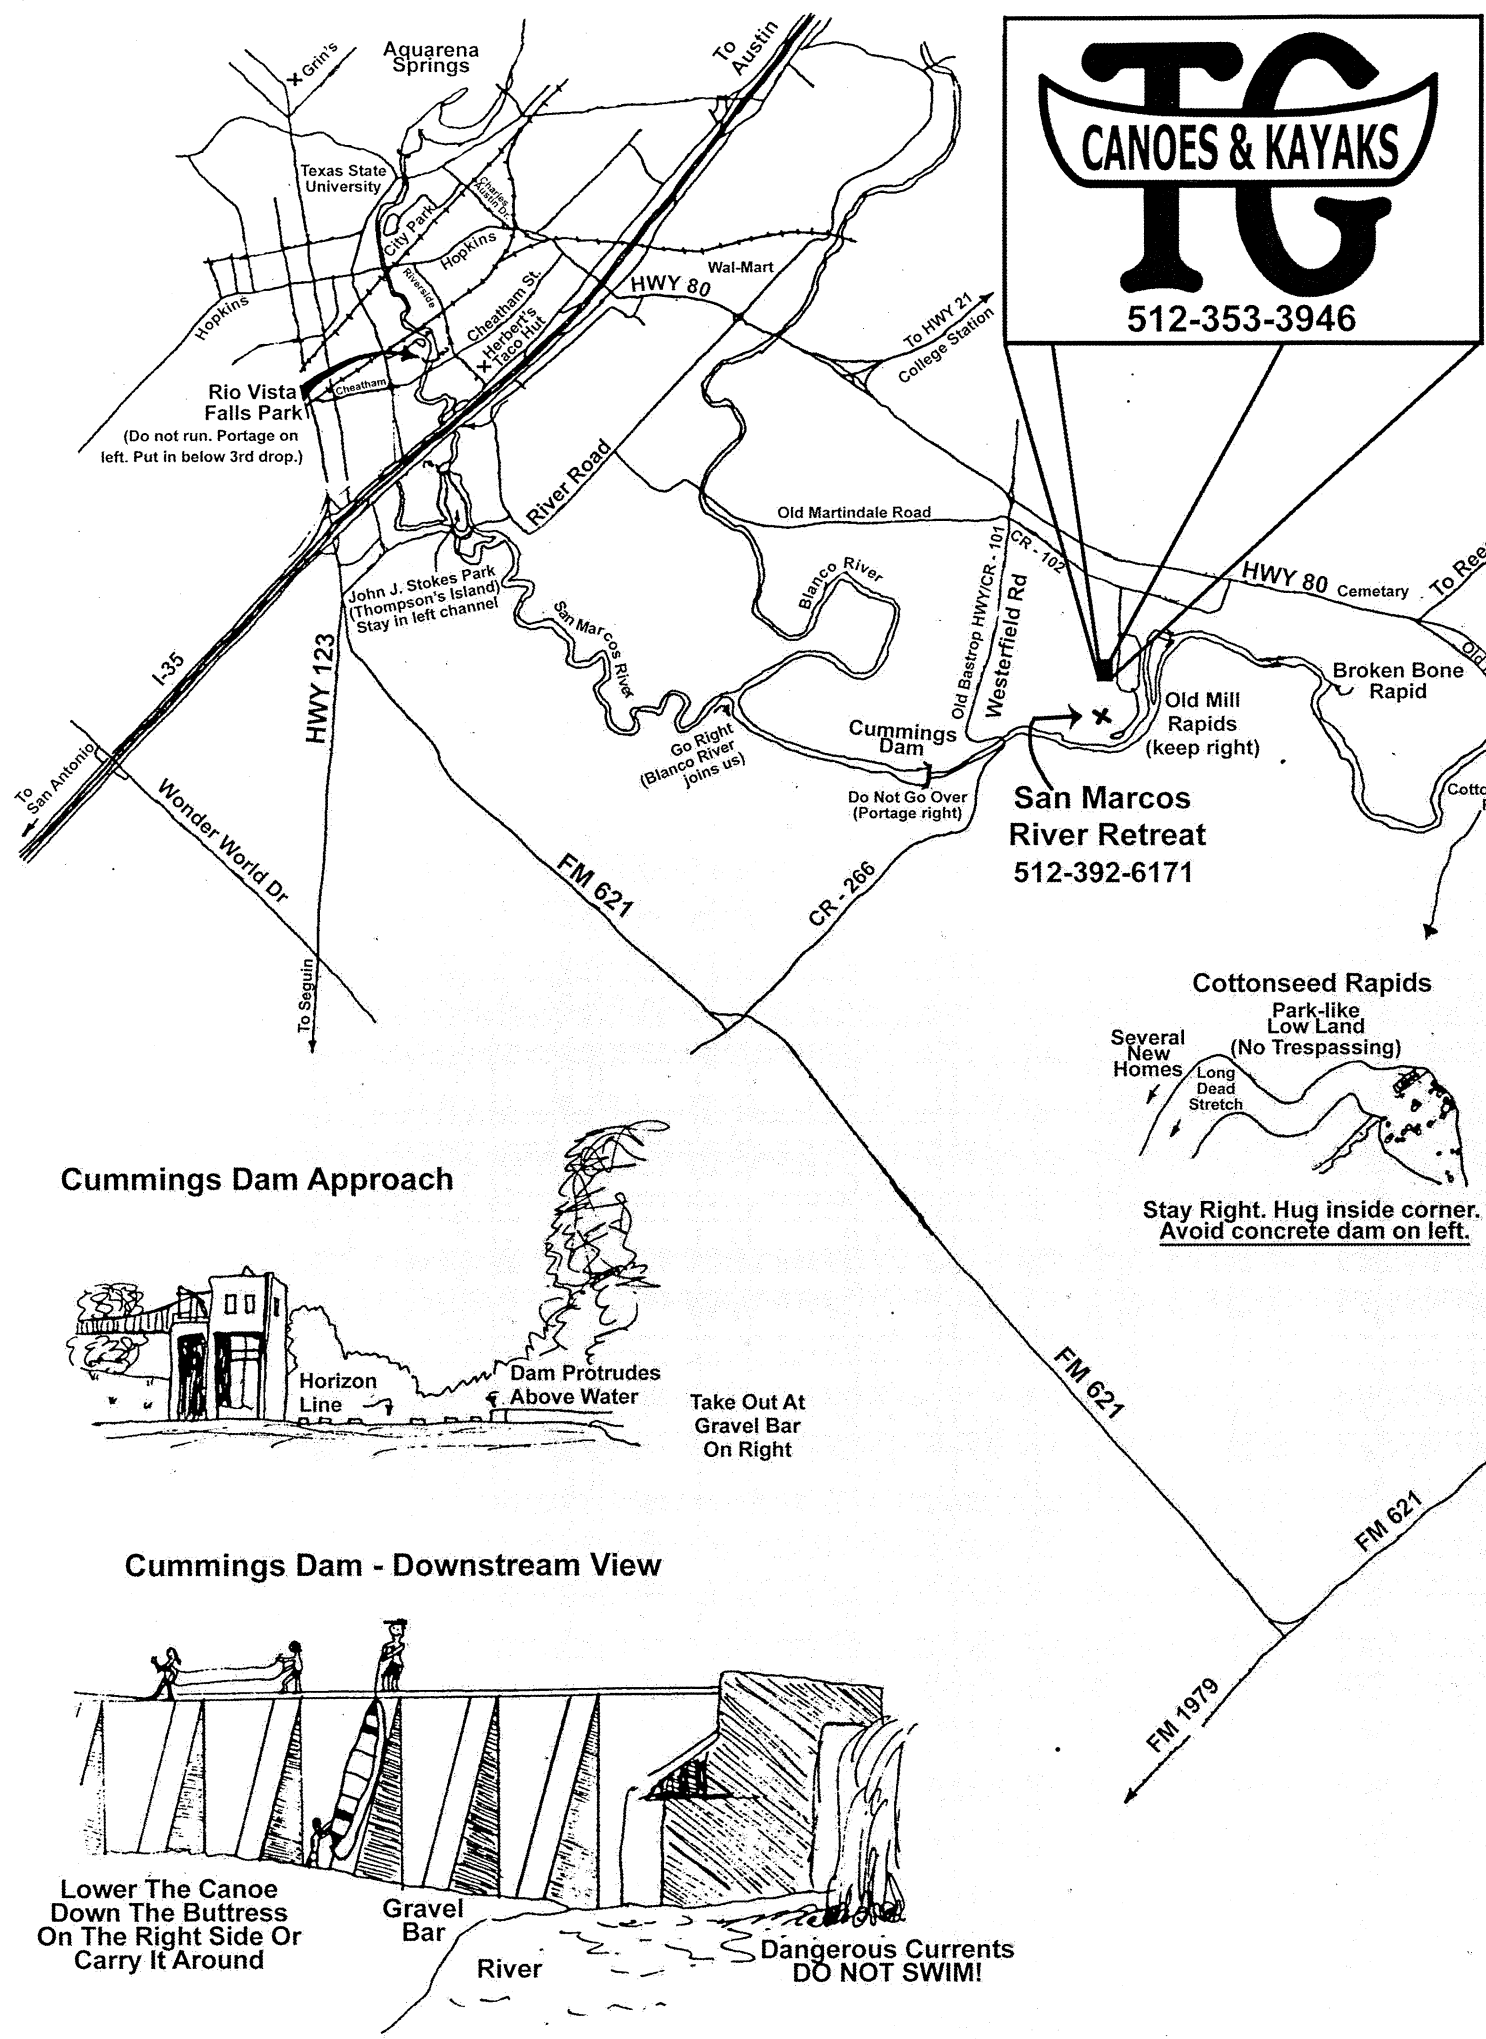 Grin's
Aquarena
Springs
To
Austin
TG
CANOES & KAYAKS
512-353-3946
Texas State
University
Charles
Austin Dr.
City Park
Hopkins
Riverside
Hopkins
Cheatham St.
Herbert's
Taco Hut
HWY 80
Wal-Mart
To HWY 21
College Station
Rio Vista
Falls Park
(Do not run. Portage on
left. Put in below 3rd drop.)
Cheatham
River Road
Old Martindale Road
CR - 102
Old Bastrop HWY/CR - 101
Westerfield Rd
HWY 80
Cemetary
To Ree
Old
John J. Stokes Park
(Thompson's Island)
Stay in left channel
San Marcos River
Blanco River
I-35
HWY 123
To
San Antonio
Wonder World Dr
To Seguin
Go Right
(Blanco River
joins us)
Cummings
Dam
Do Not Go Over
(Portage right)
San Marcos
River Retreat
512-392-6171
Old Mill
Rapids
(keep right)
Broken Bone
Rapid
Cotto
FM 621
CR - 266
Cottonseed Rapids
Park-like
Low Land
(No Trespassing)
Several
New
Homes
Long
Dead
Stretch
Stay Right. Hug inside corner.
Avoid concrete dam on left.
Cummings Dam Approach
Horizon
Line
Dam Protrudes
Above Water
Take Out At
Gravel Bar
On Right
FM 621
FM 621
FM 1979
Cummings Dam - Downstream View
Lower The Canoe
Down The Buttress
On The Right Side Or
Carry It Around
Gravel
Bar
River
Dangerous Currents
DO NOT SWIM!